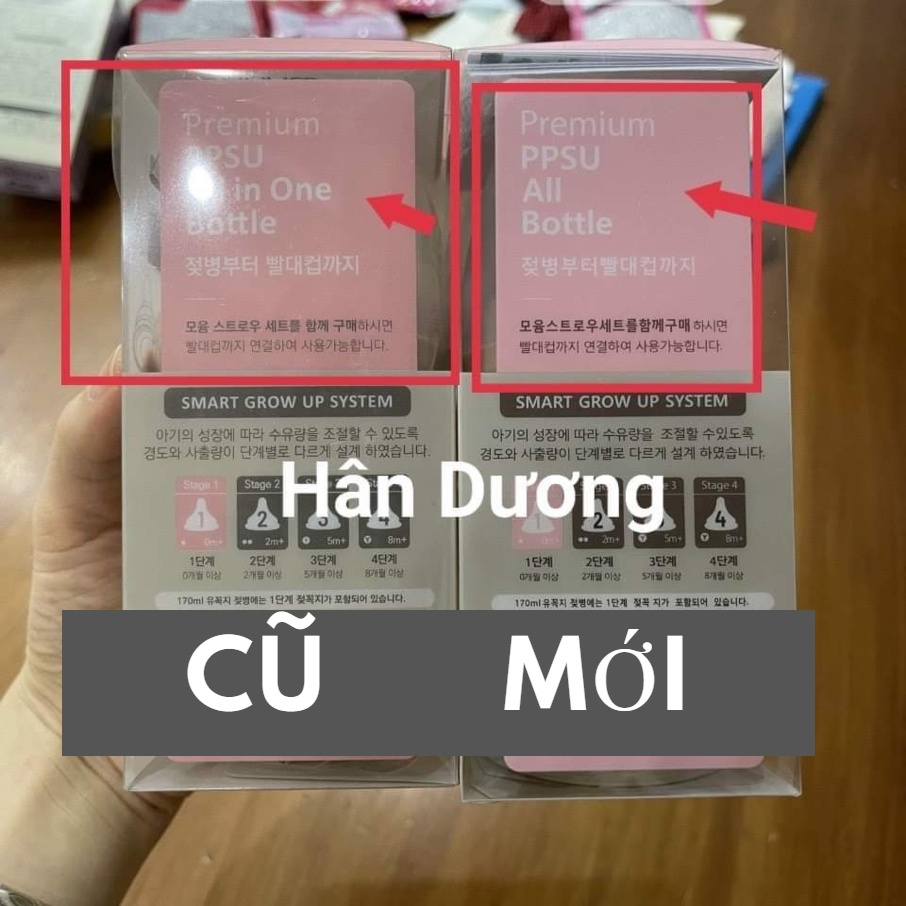 Premium
PPSU
in One
Bottle
젖병부터 빨대컵까지
모윰 스트로우 세트를 함께 구매하시면
빨대컵까지 연결하여 사용가능합니다.
SMART GROW UP SYSTEM
아기의 성장에 따라 수유량을 조절할 수 있도록
경도와 사출량이 단계별로 다르게 설계 하였습니다.
Stage 1
Stage 2
1
2
3
4
0m+
2m+
5m+
8m+
1단계
2단계
3단계
4단계
0개월 이상
2개월 이상
5개월 이상
8개월 이상
170ml 유꼭지 젖병에는 1단계 젖꼭지가 포함되어 있습니다.
Premium
PPSU
All
Bottle
젖병부터빨대컵까지
모윰스트로우세트를함께구매 하시면
빨대컵까지 연결하여 사용가능합니다.
SMART GROW UP SYSTEM
아기의 성장에 따라 수유량을 조절할 수있도록
경도와 사출량이 단계별로 다르게 설계 하였습니다.
Stage 4
1
2
3
4
0m+
2m+
5m+
8m+
1단계
2단계
3단계
4단계
0개월 이상
2개월 이상
5개월 이상
8개월 이상
170ml 유꼭지 젖병에는 1단계 젖꼭 지가 포함되어 있습니다.
Hân Dương
CŨ
MỚI